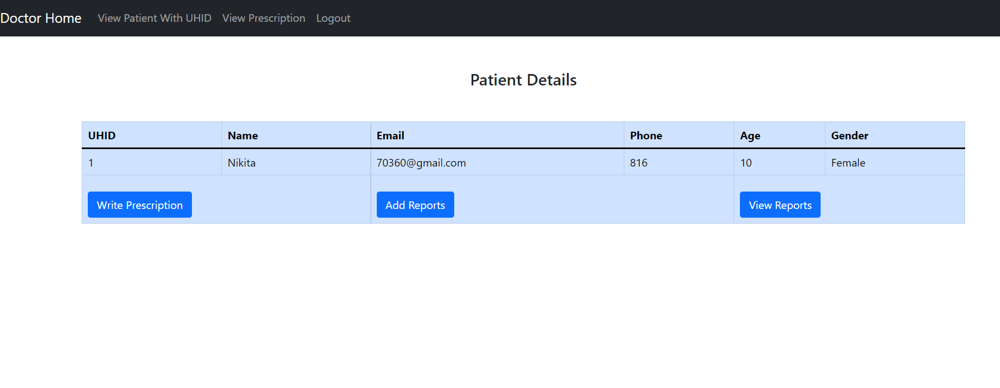 Doctor Home View Patient With UHID View Prescription Logout
Patient Details
UHID Name Email Phone Age Gender
1 Nikita 70360@gmail.com 816 10 Female
Write Prescription Add Reports View Reports